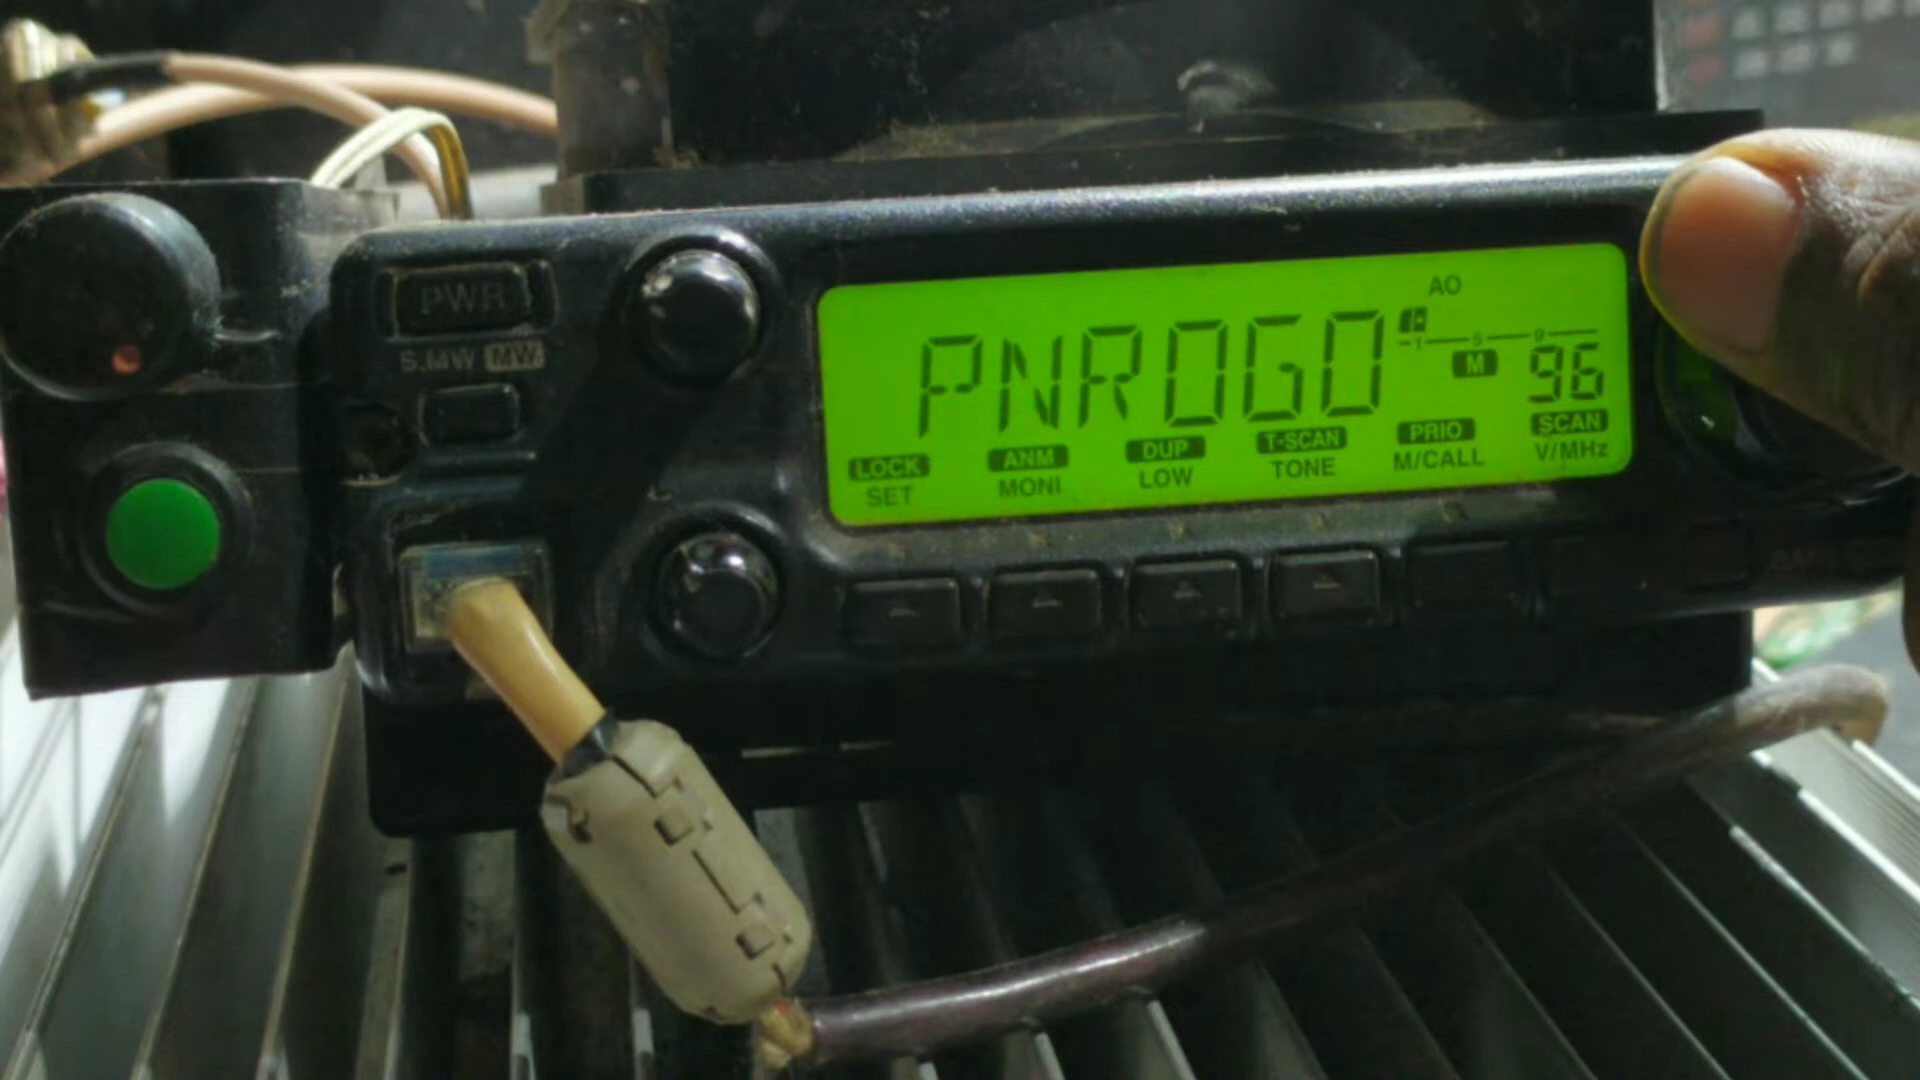 PWR
S.MW MW
AO
PNROGO
1 5 9
M 96
LOCK ANM DUP T-SCAN PRIO SCAN
SET MONI LOW TONE M/CALL V/MHz